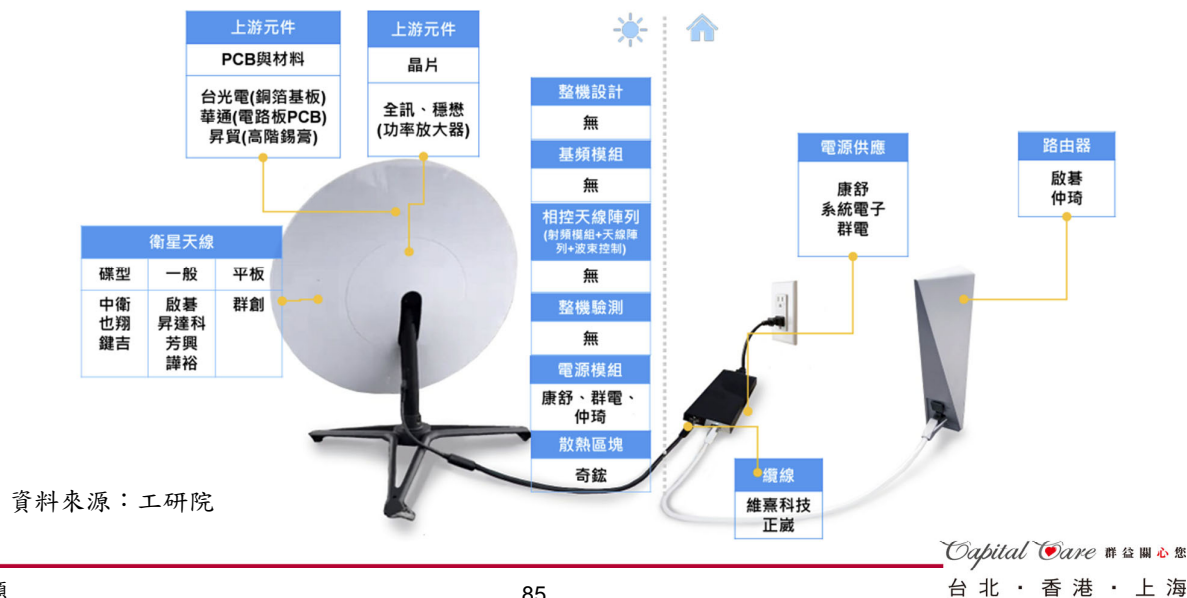 上游元件
PCB與材料
台光電(銅箔基板)
華通(電路板PCB)
昇貿(高階錫膏)
上游元件
晶片
全訊、穩懋
(功率放大器)
衛星天線
碟型 一般 平板
中衛 啟碁 群創
也翔 昇達科
鍵吉 芳興
譁裕
整機設計
無
基頻模組
無
相控天線陣列
(射頻模組+天線陣
列+波束控制)
無
整機驗測
無
電源模組
康舒、群電、
仲琦
散熱區塊
奇鋐
電源供應
康舒
系統電子
群電
路由器
啟碁
仲琦
纜線
維熹科技
正崴
資料來源：工研院
Capital Care 群益關心您
85
台北・香港・上海